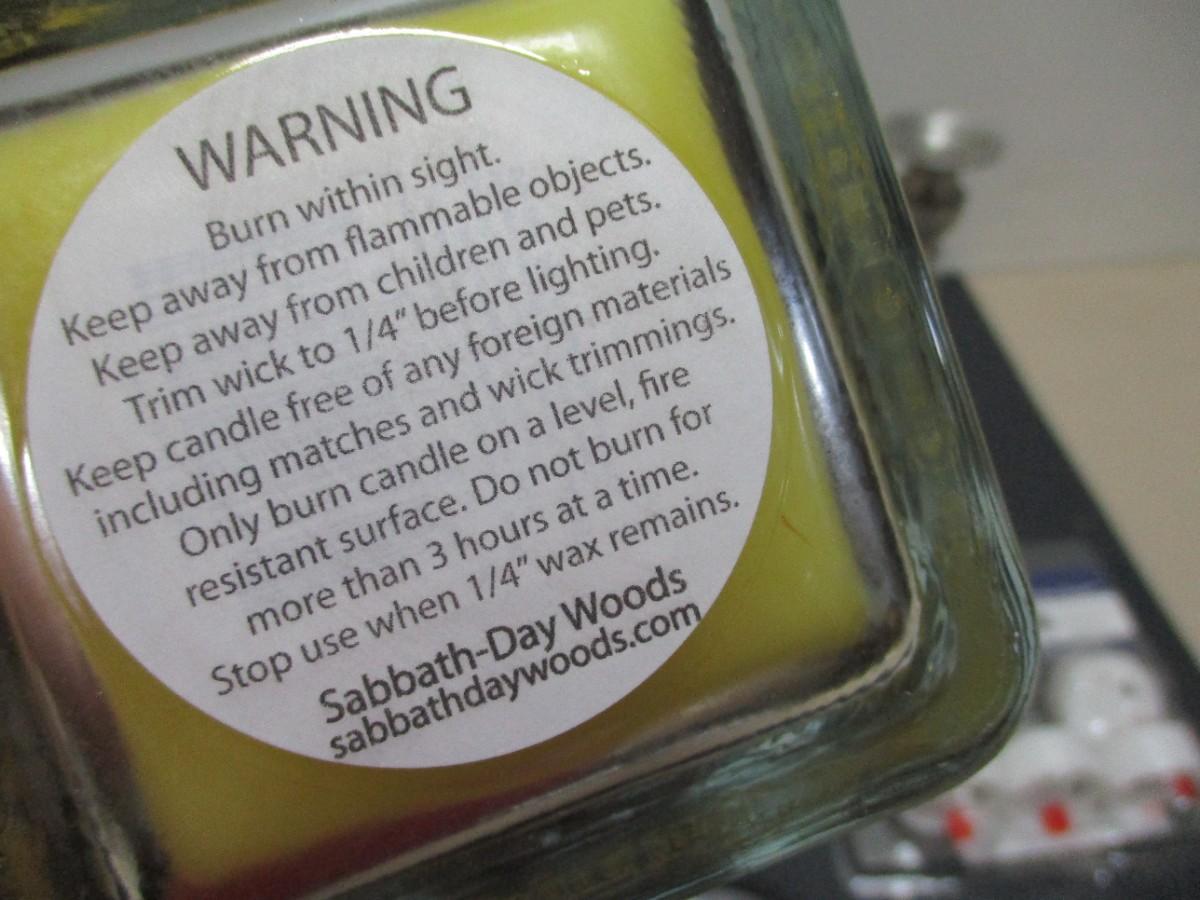 WARNING
Burn within sight.
Keep away from flammable objects.
Keep away from children and pets.
Trim wick to 1/4" before lighting.
Keep candle free of any foreign materials
including matches and wick trimmings.
Only burn candle on a level, fire
resistant surface. Do not burn for
more than 3 hours at a time.
Stop use when 1/4" wax remains.
Sabbath-Day Woods
sabbathdaywoods.com